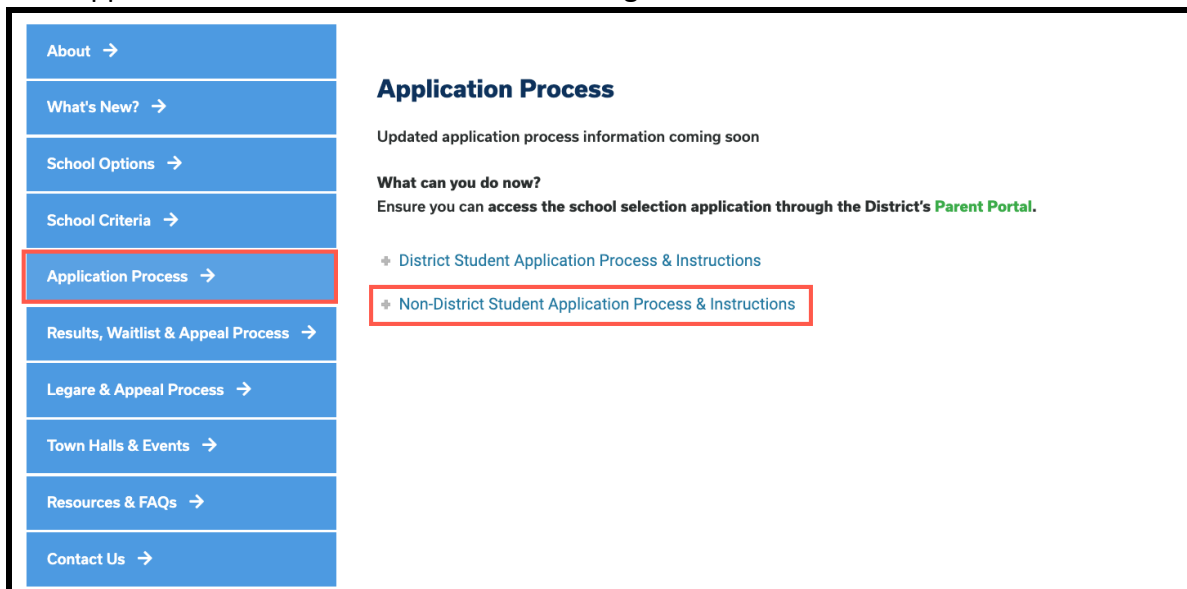 About
What's New?
School Options
School Criteria
Application Process
Results, Waitlist & Appeal Process
Legare & Appeal Process
Town Halls & Events
Resources & FAQs
Contact Us
Application Process
Updated application process information coming soon
What can you do now?
Ensure you can access the school selection application through the District's Parent Portal.
District Student Application Process & Instructions
Non-District Student Application Process & Instructions